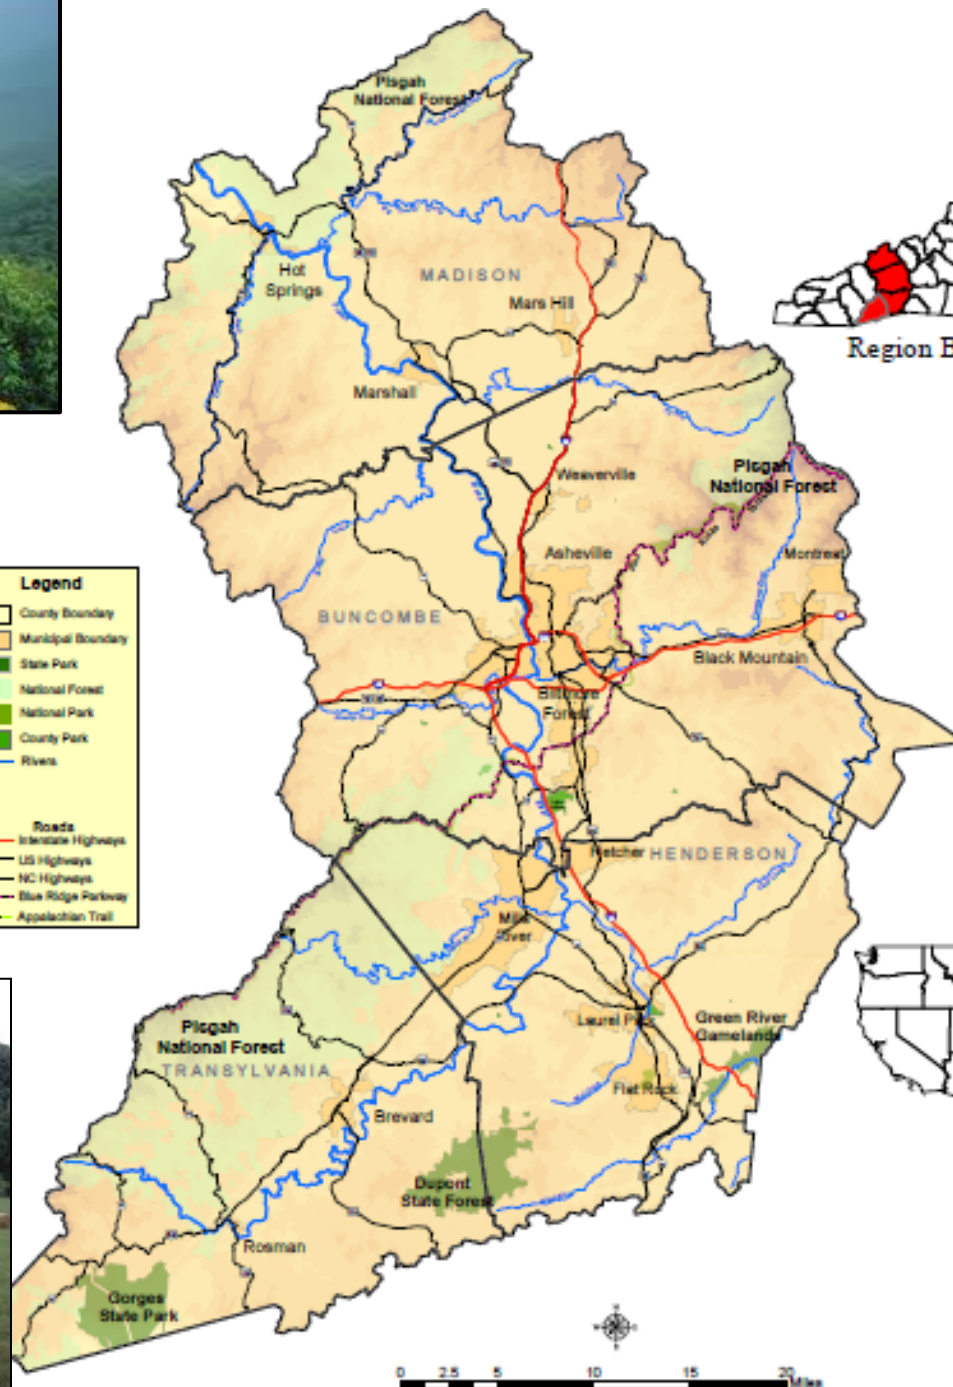 Pisgah
National Forest
Hot
Springs
MADISON
Mars Hill
Region B
Marshall
Weaverville
Pisgah
National Forest
Asheville
Montreat
BUNCOMBE
Black Mountain
Biltmore
Forest
Legend
County Boundary
Municipal Boundary
State Park
National Forest
National Park
County Park
Rivers
Roads
Interstate Highways
US Highways
NC Highways
Blue Ridge Parkway
Appalachian Trail
Fletcher
HENDERSON
Mills
River
Pisgah
National Forest
TRANSYLVANIA
Laurel Park
Green River
Gamelands
Flat Rock
Brevard
Dupont
State Forest
Rosman
Gorges
State Park
0 2.5 5 10 15 20
Miles